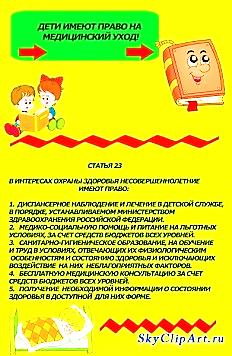 ДЕТИ ИМЕЮТ ПРАВО НА
МЕДИЦИНСКИЙ УХОД!
СТАТЬЯ 23
В ИНТЕРЕСАХ ОХРАНЫ ЗДОРОВЬЯ НЕСОВЕРШЕННОЛЕТНИЕ
ИМЕЮТ ПРАВО:
1. ДИСПАНСЕРНОЕ НАБЛЮДЕНИЕ И ЛЕЧЕНИЕ В ДЕТСКОЙ СЛУЖБЕ,
В ПОРЯДКЕ, УСТАНАВЛИВАЕМОМ МИНИСТЕРСТВОМ
ЗДРАВООХРАНЕНИЯ РОССИЙСКОЙ ФЕДЕРАЦИИ.
2. МЕДИКО-СОЦИАЛЬНУЮ ПОМОЩЬ И ПИТАНИЕ НА ЛЬГОТНЫХ
УСЛОВИЯХ, ЗА СЧЕТ СРЕДСТВ БЮДЖЕТОВ ВСЕХ УРОВНЕЙ.
3. САНИТАРНО-ГИГИЕНИЧЕСКОЕ ОБРАЗОВАНИЕ, НА ОБУЧЕНИЕ
И ТРУД В УСЛОВИЯХ, ОТВЕЧАЮЩИХ ИХ ФИЗИОЛОГИЧЕСКИМ
ОСОБЕННОСТЯМ И СОСТОЯНИЮ ЗДОРОВЬЯ И ИСКЛЮЧАЮЩИХ
ВОЗДЕЙСТВИЕ НА НИХ НЕБЛАГОПРИЯТНЫХ ФАКТОРОВ.
4. БЕСПЛАТНУЮ МЕДИЦИНСКУЮ КОНСУЛЬТАЦИЮ ЗА СЧЕТ
СРЕДСТВ БЮДЖЕТОВ ВСЕХ УРОВНЕЙ.
5. ПОЛУЧЕНИЕ НЕОБХОДИМОЙ ИНФОРМАЦИИ О СОСТОЯНИИ
ЗДОРОВЬЯ В ДОСТУПНОЙ ДЛЯ НИХ ФОРМЕ.
SkyClipArt.ru